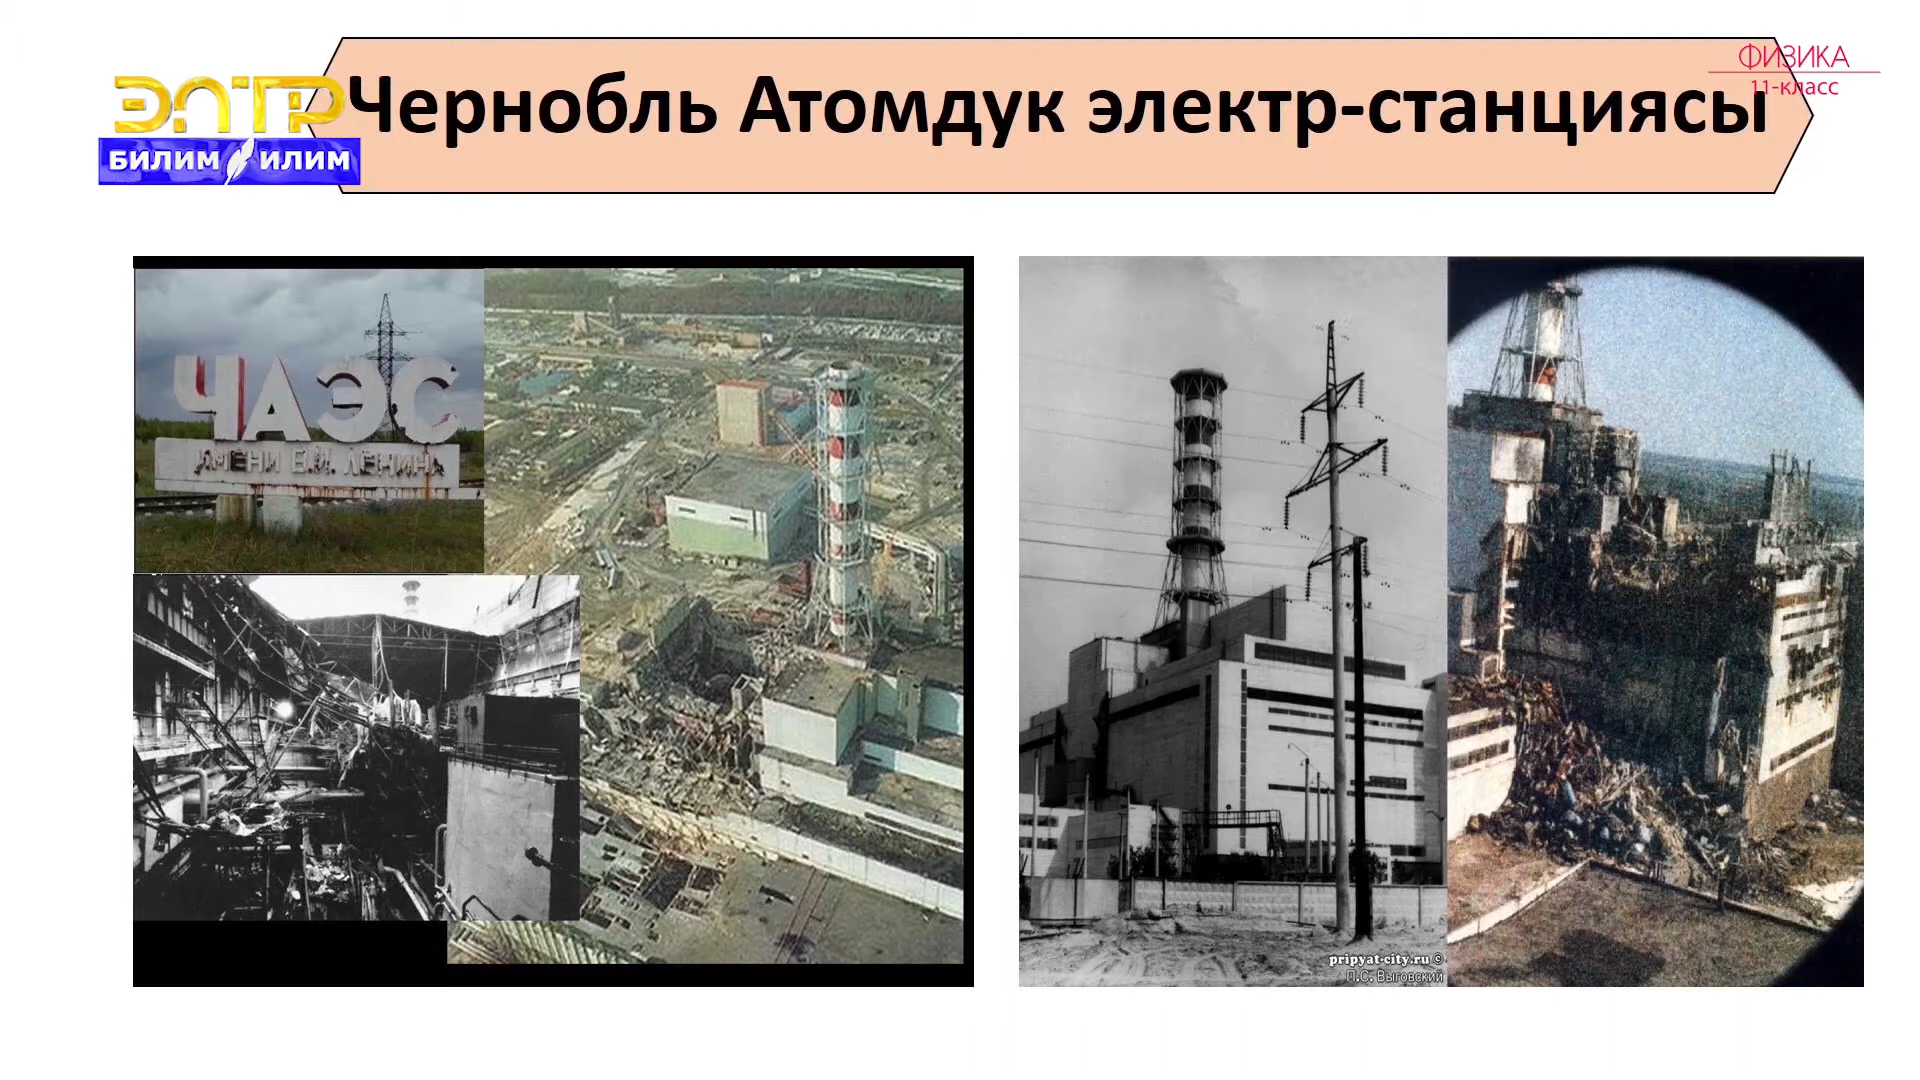 ЭЛТР
БИЛИМ ИЛИМ
Чернобль Атомдук электр-станциясы
ФИЗИКА
11-класс
ЧАЭС
ИМЕНИ В.И. ЛЕНИНА
pripyat-city.ru ©
П.С. Выговский